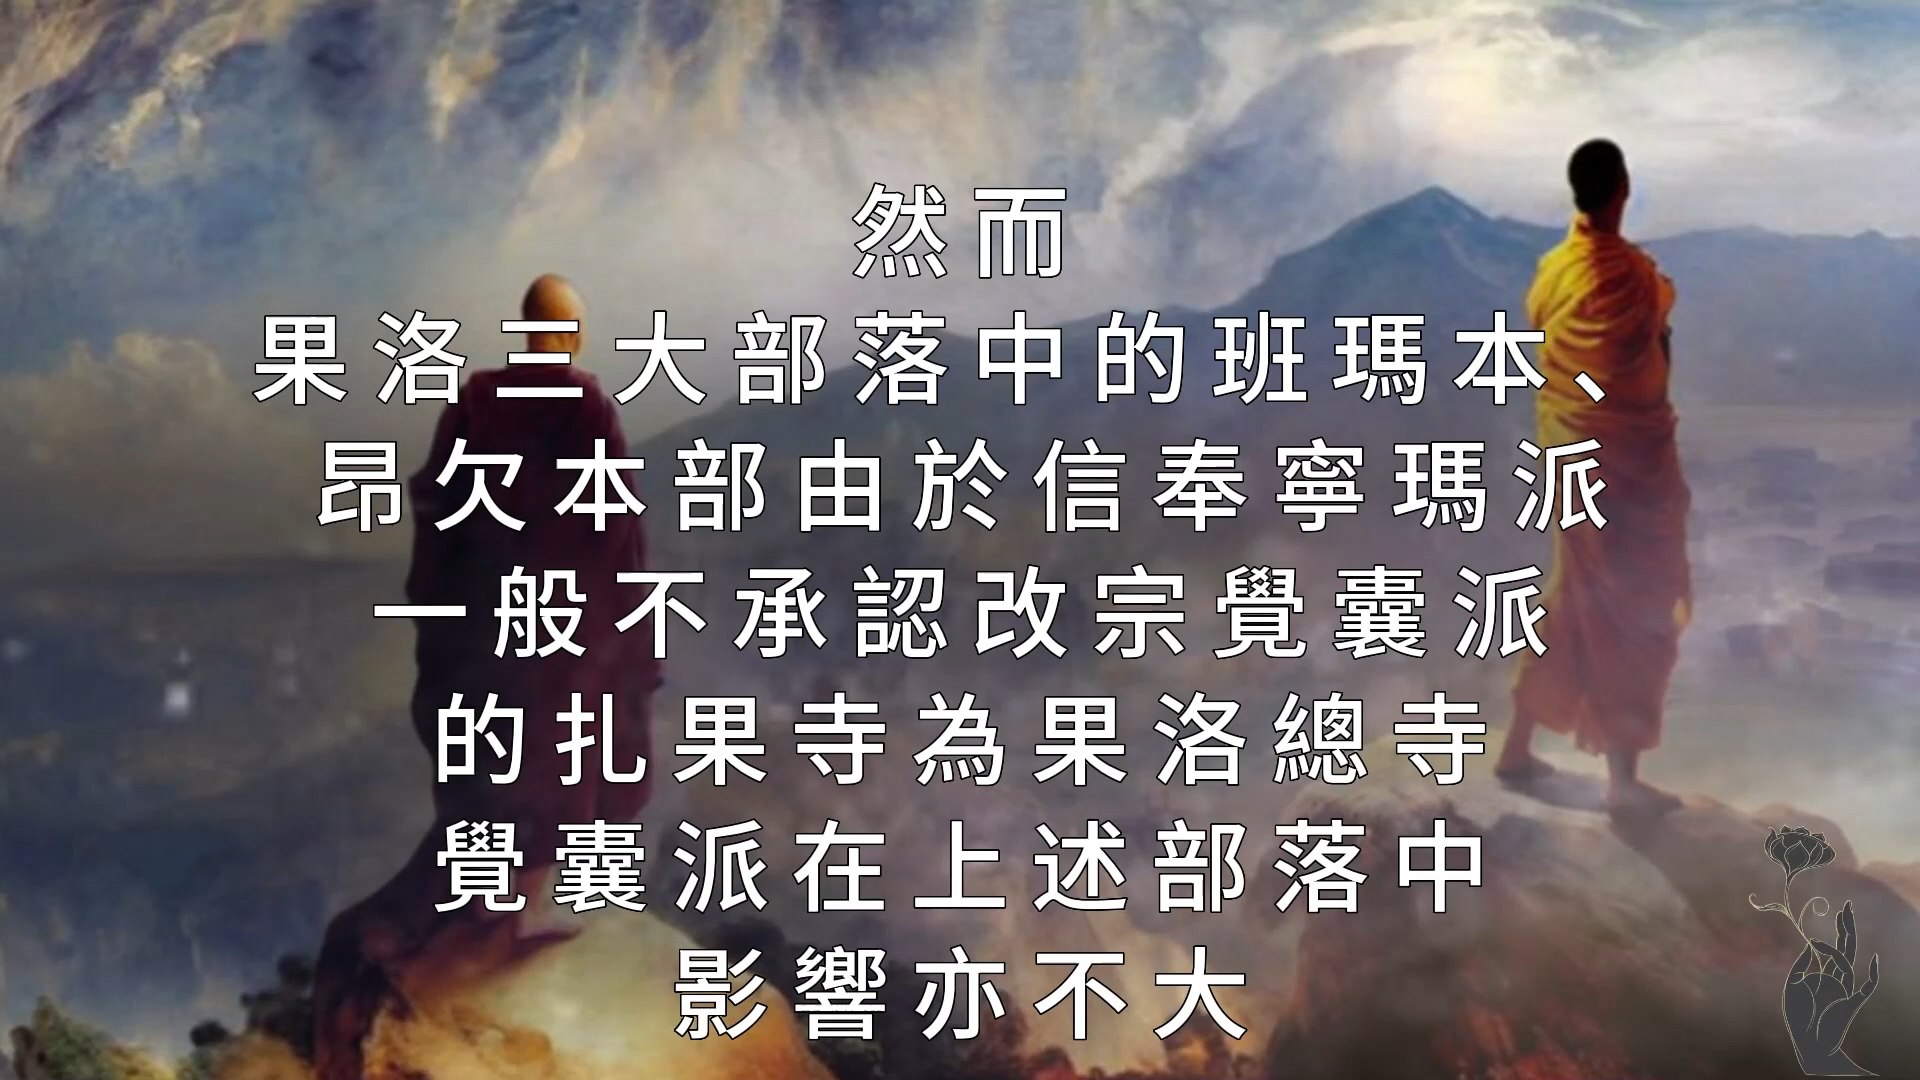 然而
果洛三大部落中的班瑪本、
昂欠本部由於信奉寧瑪派
一般不承認改宗覺囊派
的扎果寺為果洛總寺
覺囊派在上述部落中
影響亦不大